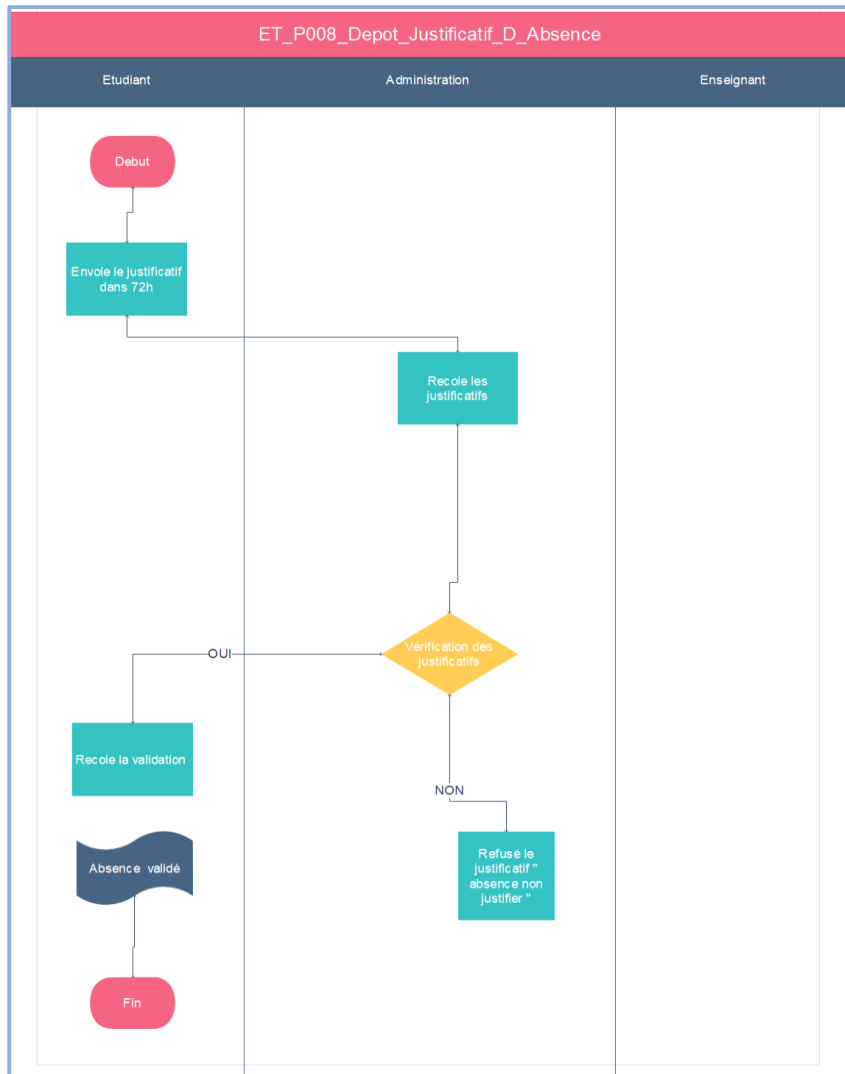 ET_P008_Depot_Justificatif_D_Absence
Etudiant
Administration
Enseignant
Debut
Envoie le justificatif
dans 72h
Recoie les
justificatifs
Verification des
justificatifs
OUI
Recoie la validation
NON
Absence validé
Refusé le
justificatif "
absence non
justifier "
Fin